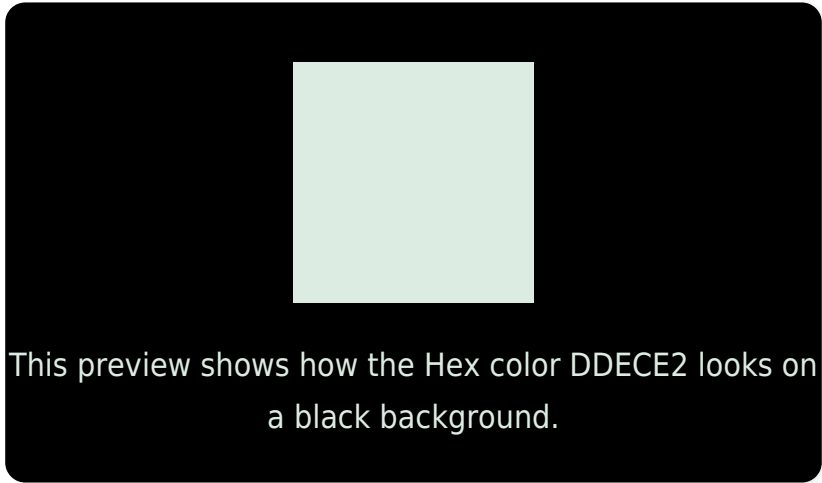 This preview shows how the Hex color DDECE2 looks on
a black background.